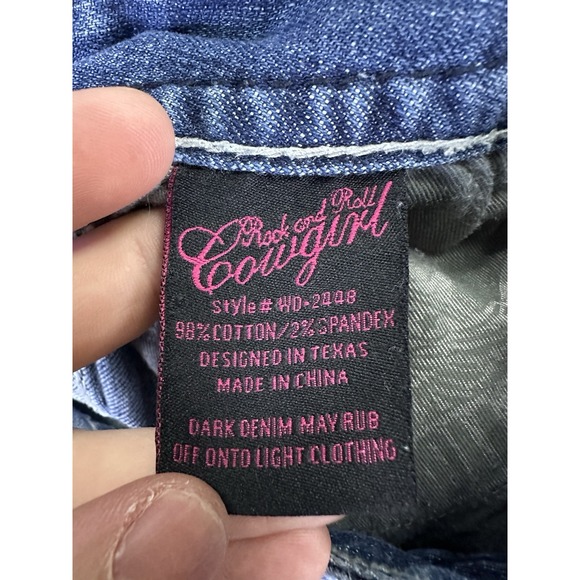 Rock and Roll
Cowgirl
Style# WD-2448
98% COTTON/2% SPANDEX
DESIGNED IN TEXAS
MADE IN CHINA
DARK DENIM MAY RUB
OFF ONTO LIGHT CLOTHING